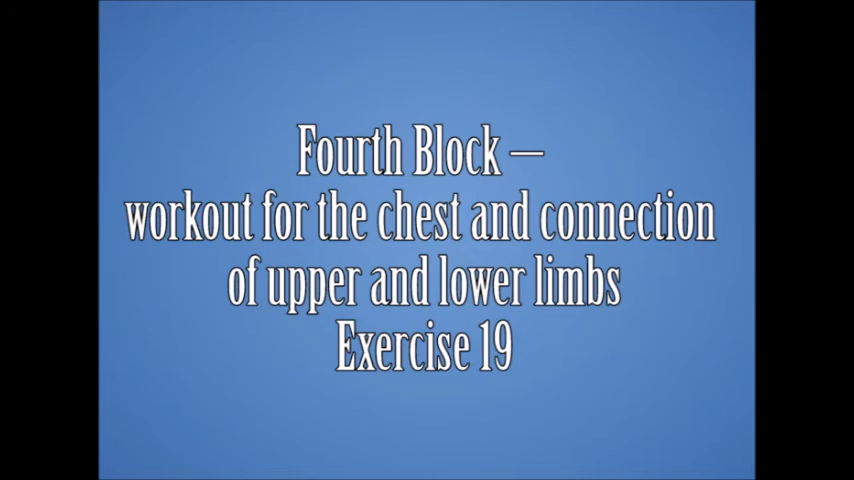 Fourth Block –
workout for the chest and connection
of upper and lower limbs
Exercise 19